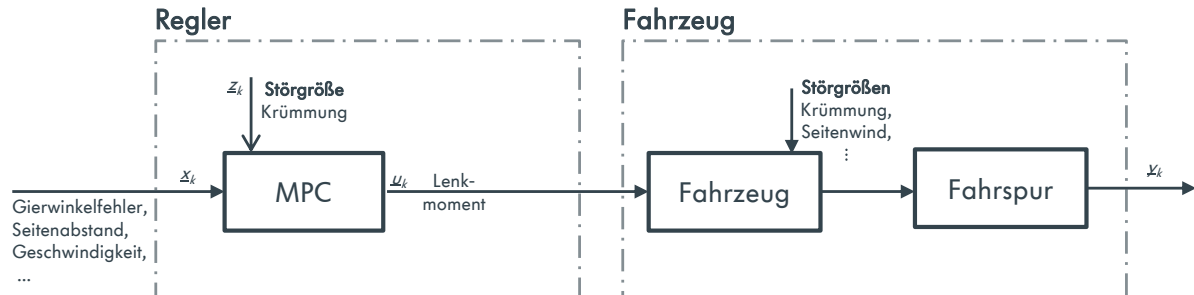 Regler
Fahrzeug
z_k
Störgröße
Krümmung
Störgrößen
Krümmung,
Seitenwind,
⋮
x_k
MPC
u_k
Lenk-
moment
Fahrzeug
Fahrspur
y_k
Gierwinkelfehler,
Seitenabstand,
Geschwindigkeit,
...